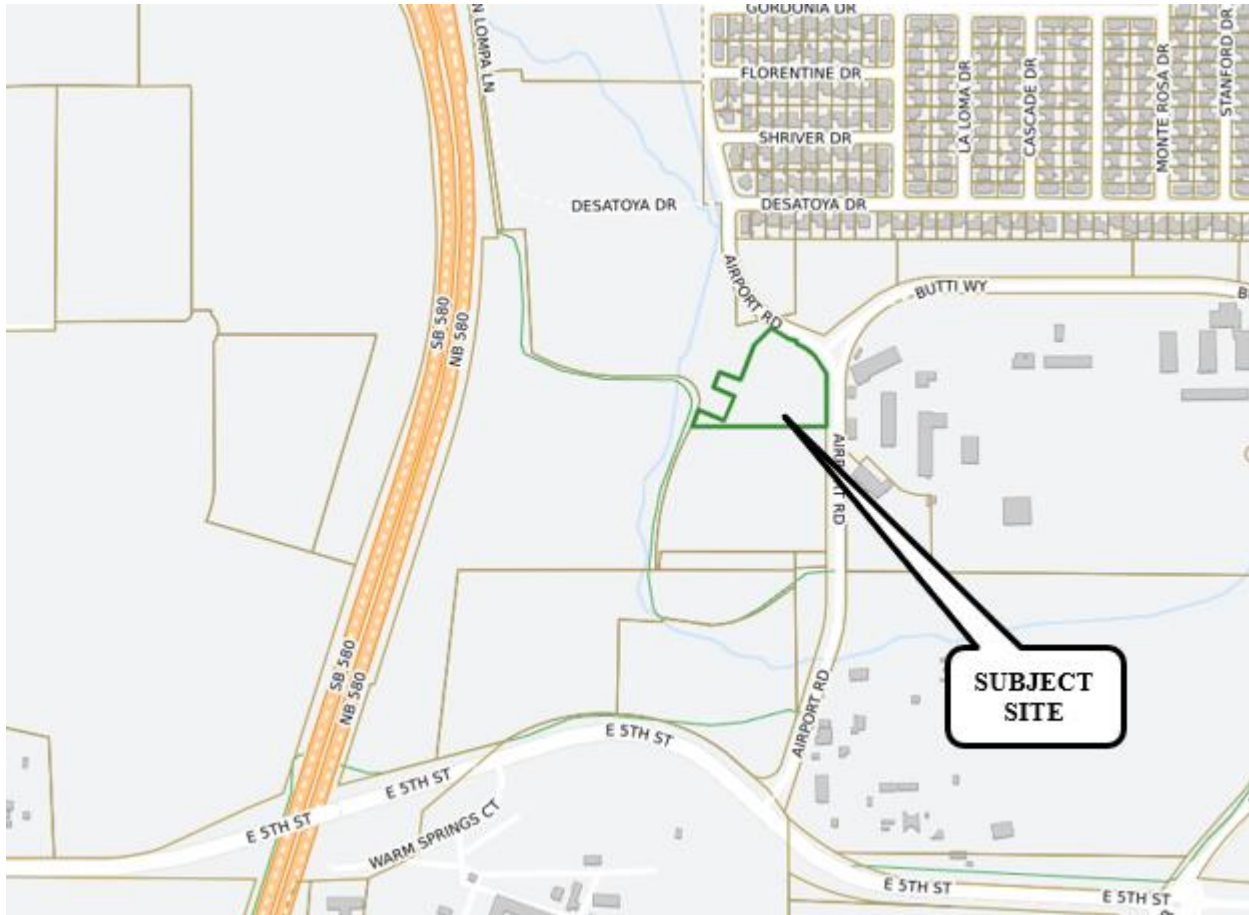 GORDONIA DR
N LOMPA LN
FLORENTINE DR
LA LOMA DR
CASCADE DR
MONTE ROSA DR
STANFORD DR
SHRIVER DR
DESATOYA DR
DESATOYA DR
AIRPORT RD
BUTTI WY
B
SB 580
NB 580
AIRPORT RD
SUBJECT
SITE
SB 580
NB 580
AIRPORT RD
E 5TH ST
E 5TH ST
E 5TH ST
WARM SPRINGS CT
E 5TH ST
E 5TH ST